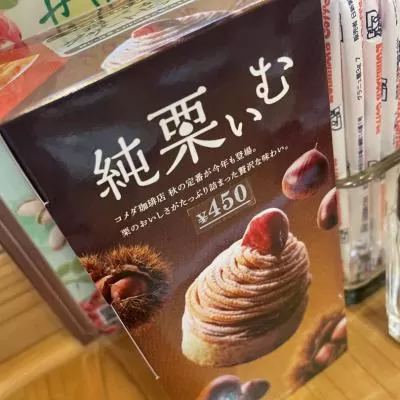 純栗ぃむ
コメダ珈琲店 秋の定番が今年も登場。
栗のおいしさがたっぷり詰まった贅沢な味わい。
¥450